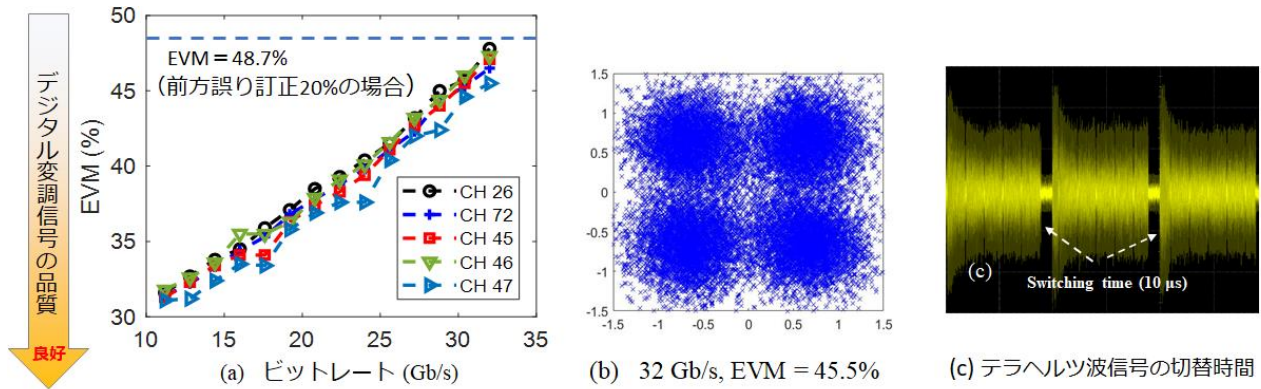 デジタル変調信号の品質
良好
EVM (%)
50
45
40
35
30
EVM = 48.7%
(前方誤り訂正20%の場合)
CH 26
CH 72
CH 45
CH 46
CH 47
10 15 20 25 30 35
(a) ビットレート (Gb/s)
1.5
1
0.5
0
-0.5
-1
-1.5
-1.5 -1 -0.5 0 0.5 1 1.5
(b) 32 Gb/s, EVM = 45.5%
(c)
Switching time (10 μs)
(c) テラヘルツ波信号の切替時間